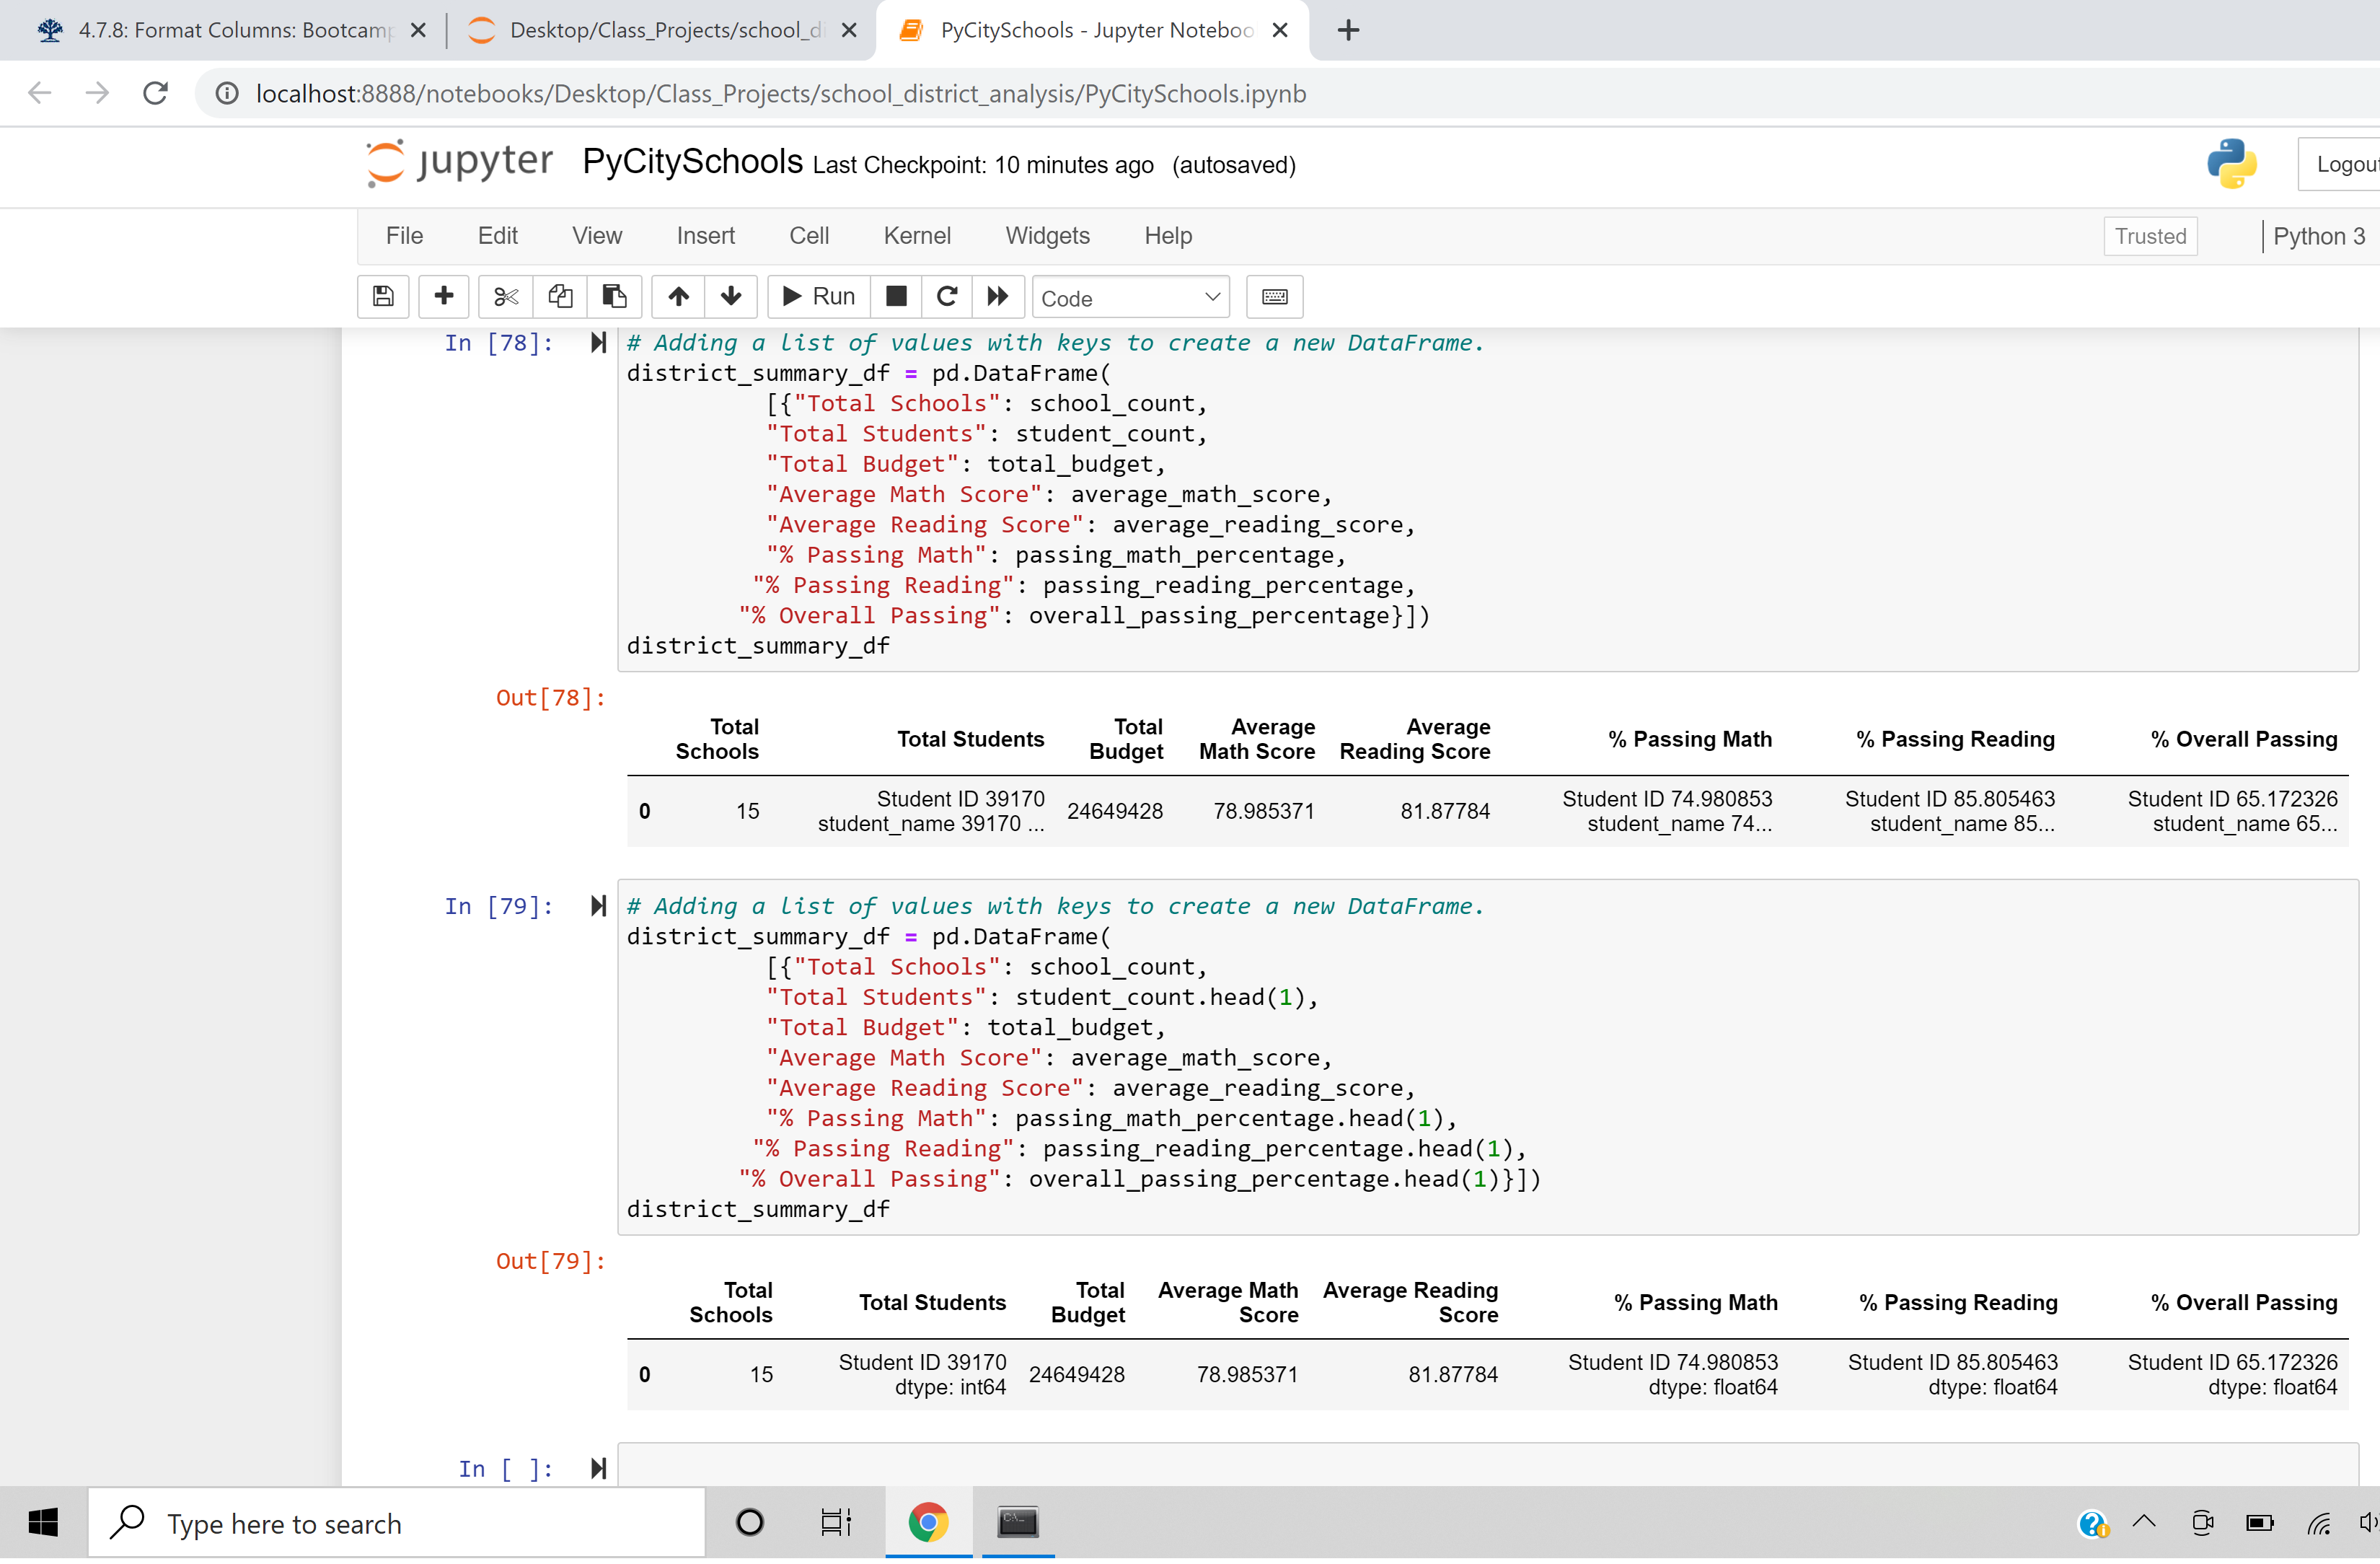 4.7.8: Format Columns: Bootcamp
Desktop/Class_Projects/school_di
PyCitySchools - Jupyter Noteboo
localhost:8888/notebooks/Desktop/Class_Projects/school_district_analysis/PyCitySchools.ipynb
jupyter PyCitySchools Last Checkpoint: 10 minutes ago (autosaved)
Logout
File Edit View Insert Cell Kernel Widgets Help
Trusted
Python 3
Run
Code
In [78]:
# Adding a list of values with keys to create a new DataFrame.
district_summary_df = pd.DataFrame(
[{"Total Schools": school_count,
"Total Students": student_count,
"Total Budget": total_budget,
"Average Math Score": average_math_score,
"Average Reading Score": average_reading_score,
"% Passing Math": passing_math_percentage,
"% Passing Reading": passing_reading_percentage,
"% Overall Passing": overall_passing_percentage}])
district_summary_df
Out[78]:
Total Schools Total Students Total Budget Average Math Score Average Reading Score % Passing Math % Passing Reading % Overall Passing
0 15 Student ID 39170 student_name 39170 ... 24649428 78.985371 81.87784 Student ID 74.980853 student_name 74... Student ID 85.805463 student_name 85... Student ID 65.172326 student_name 65...
In [79]:
# Adding a list of values with keys to create a new DataFrame.
district_summary_df = pd.DataFrame(
[{"Total Schools": school_count,
"Total Students": student_count.head(1),
"Total Budget": total_budget,
"Average Math Score": average_math_score,
"Average Reading Score": average_reading_score,
"% Passing Math": passing_math_percentage.head(1),
"% Passing Reading": passing_reading_percentage.head(1),
"% Overall Passing": overall_passing_percentage.head(1)}])
district_summary_df
Out[79]:
Total Schools Total Students Total Budget Average Math Score Average Reading Score % Passing Math % Passing Reading % Overall Passing
0 15 Student ID 39170 dtype: int64 24649428 78.985371 81.87784 Student ID 74.980853 dtype: float64 Student ID 85.805463 dtype: float64 Student ID 65.172326 dtype: float64
In [ ]:
Type here to search